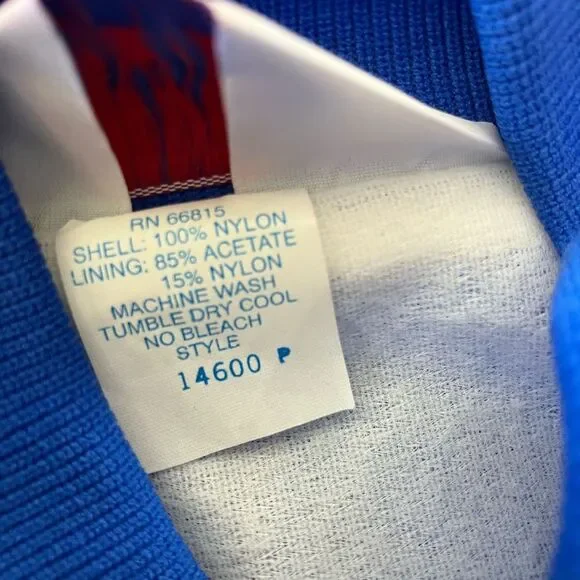 RN 66815
SHELL: 100% NYLON
LINING: 85% ACETATE
15% NYLON
MACHINE WASH
TUMBLE DRY COOL
NO BLEACH
STYLE
14600 P